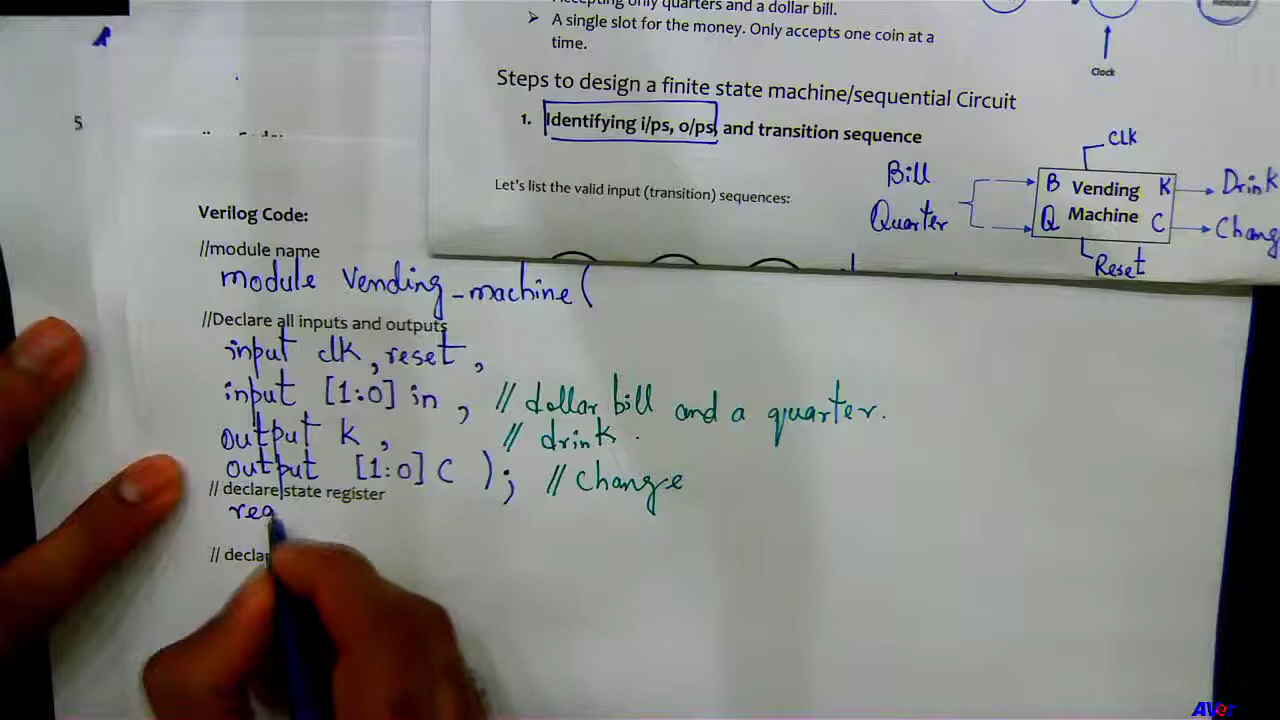 Accepting only quarters and a dollar bill.
➢ A single slot for the money. Only accepts one coin at a
time.
Clock
Steps to design a finite state machine/sequential Circuit
1. Identifying i/ps, o/ps, and transition sequence
Let's list the valid input (transition) sequences:
Bill
Quarter
CLK
B Vending K
Q Machine C
Drink
Chang
Reset
5
Verilog Code:
//module name
module Vending_machine(
//Declare all inputs and outputs
input clk, reset,
input [1:0] in, // dollar bill and a quarter.
output k, // drink.
output [1:0] C ); // Change
// declare state register
reg
// declar
AVer